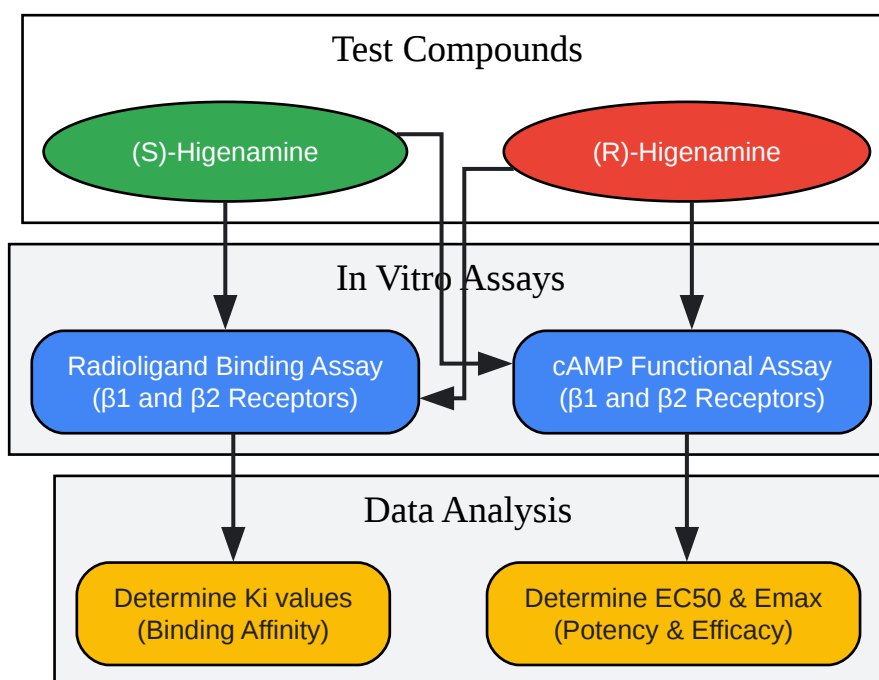 Test Compounds
(S)-Higenamine
(R)-Higenamine
In Vitro Assays
Radioligand Binding Assay
(β1 and β2 Receptors)
cAMP Functional Assay
(β1 and β2 Receptors)
Data Analysis
Determine Ki values
(Binding Affinity)
Determine EC50 & Emax
(Potency & Efficacy)